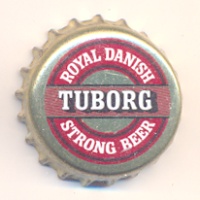 ROYAL DANISH
TUBORG
STRONG BEER